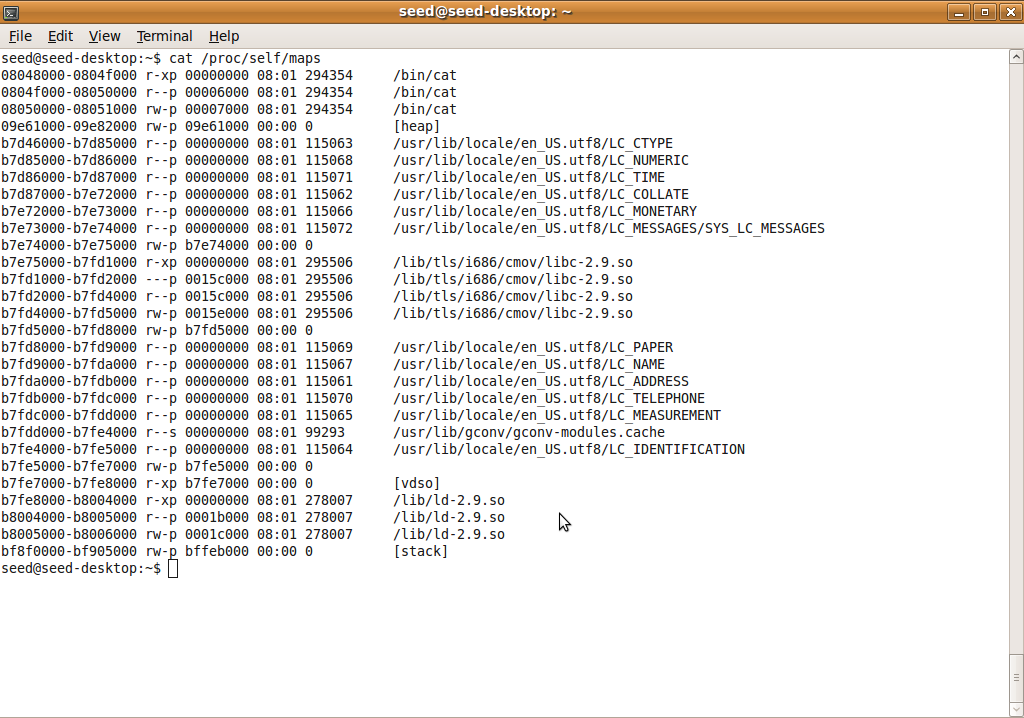 seed@seed-desktop: ~
File Edit View Terminal Help
seed@seed-desktop:~$ cat /proc/self/maps
08048000-0804f000 r-xp 00000000 08:01 294354     /bin/cat
0804f000-08050000 r--p 00006000 08:01 294354     /bin/cat
08050000-08051000 rw-p 00007000 08:01 294354     /bin/cat
09e61000-09e82000 rw-p 09e61000 00:00 0          [heap]
b7d46000-b7d85000 r--p 00000000 08:01 115063     /usr/lib/locale/en_US.utf8/LC_CTYPE
b7d85000-b7d86000 r--p 00000000 08:01 115068     /usr/lib/locale/en_US.utf8/LC_NUMERIC
b7d86000-b7d87000 r--p 00000000 08:01 115071     /usr/lib/locale/en_US.utf8/LC_TIME
b7d87000-b7e72000 r--p 00000000 08:01 115062     /usr/lib/locale/en_US.utf8/LC_COLLATE
b7e72000-b7e73000 r--p 00000000 08:01 115066     /usr/lib/locale/en_US.utf8/LC_MONETARY
b7e73000-b7e74000 r--p 00000000 08:01 115072     /usr/lib/locale/en_US.utf8/LC_MESSAGES/SYS_LC_MESSAGES
b7e74000-b7e75000 rw-p b7e74000 00:00 0
b7e75000-b7fd1000 r-xp 00000000 08:01 295506     /lib/tls/i686/cmov/libc-2.9.so
b7fd1000-b7fd2000 ---p 0015c000 08:01 295506     /lib/tls/i686/cmov/libc-2.9.so
b7fd2000-b7fd4000 r--p 0015c000 08:01 295506     /lib/tls/i686/cmov/libc-2.9.so
b7fd4000-b7fd5000 rw-p 0015e000 08:01 295506     /lib/tls/i686/cmov/libc-2.9.so
b7fd5000-b7fd8000 rw-p b7fd5000 00:00 0
b7fd8000-b7fd9000 r--p 00000000 08:01 115069     /usr/lib/locale/en_US.utf8/LC_PAPER
b7fd9000-b7fda000 r--p 00000000 08:01 115067     /usr/lib/locale/en_US.utf8/LC_NAME
b7fda000-b7fdb000 r--p 00000000 08:01 115061     /usr/lib/locale/en_US.utf8/LC_ADDRESS
b7fdb000-b7fdc000 r--p 00000000 08:01 115070     /usr/lib/locale/en_US.utf8/LC_TELEPHONE
b7fdc000-b7fdd000 r--p 00000000 08:01 115065     /usr/lib/locale/en_US.utf8/LC_MEASUREMENT
b7fdd000-b7fe4000 r--s 00000000 08:01 99293      /usr/lib/gconv/gconv-modules.cache
b7fe4000-b7fe5000 r--p 00000000 08:01 115064     /usr/lib/locale/en_US.utf8/LC_IDENTIFICATION
b7fe5000-b7fe7000 rw-p b7fe5000 00:00 0
b7fe7000-b7fe8000 r-xp b7fe7000 00:00 0          [vdso]
b7fe8000-b8004000 r-xp 00000000 08:01 278007     /lib/ld-2.9.so
b8004000-b8005000 r--p 0001b000 08:01 278007     /lib/ld-2.9.so
b8005000-b8006000 rw-p 0001c000 08:01 278007     /lib/ld-2.9.so
bf8f0000-bf905000 rw-p bffeb000 00:00 0          [stack]
seed@seed-desktop:~$